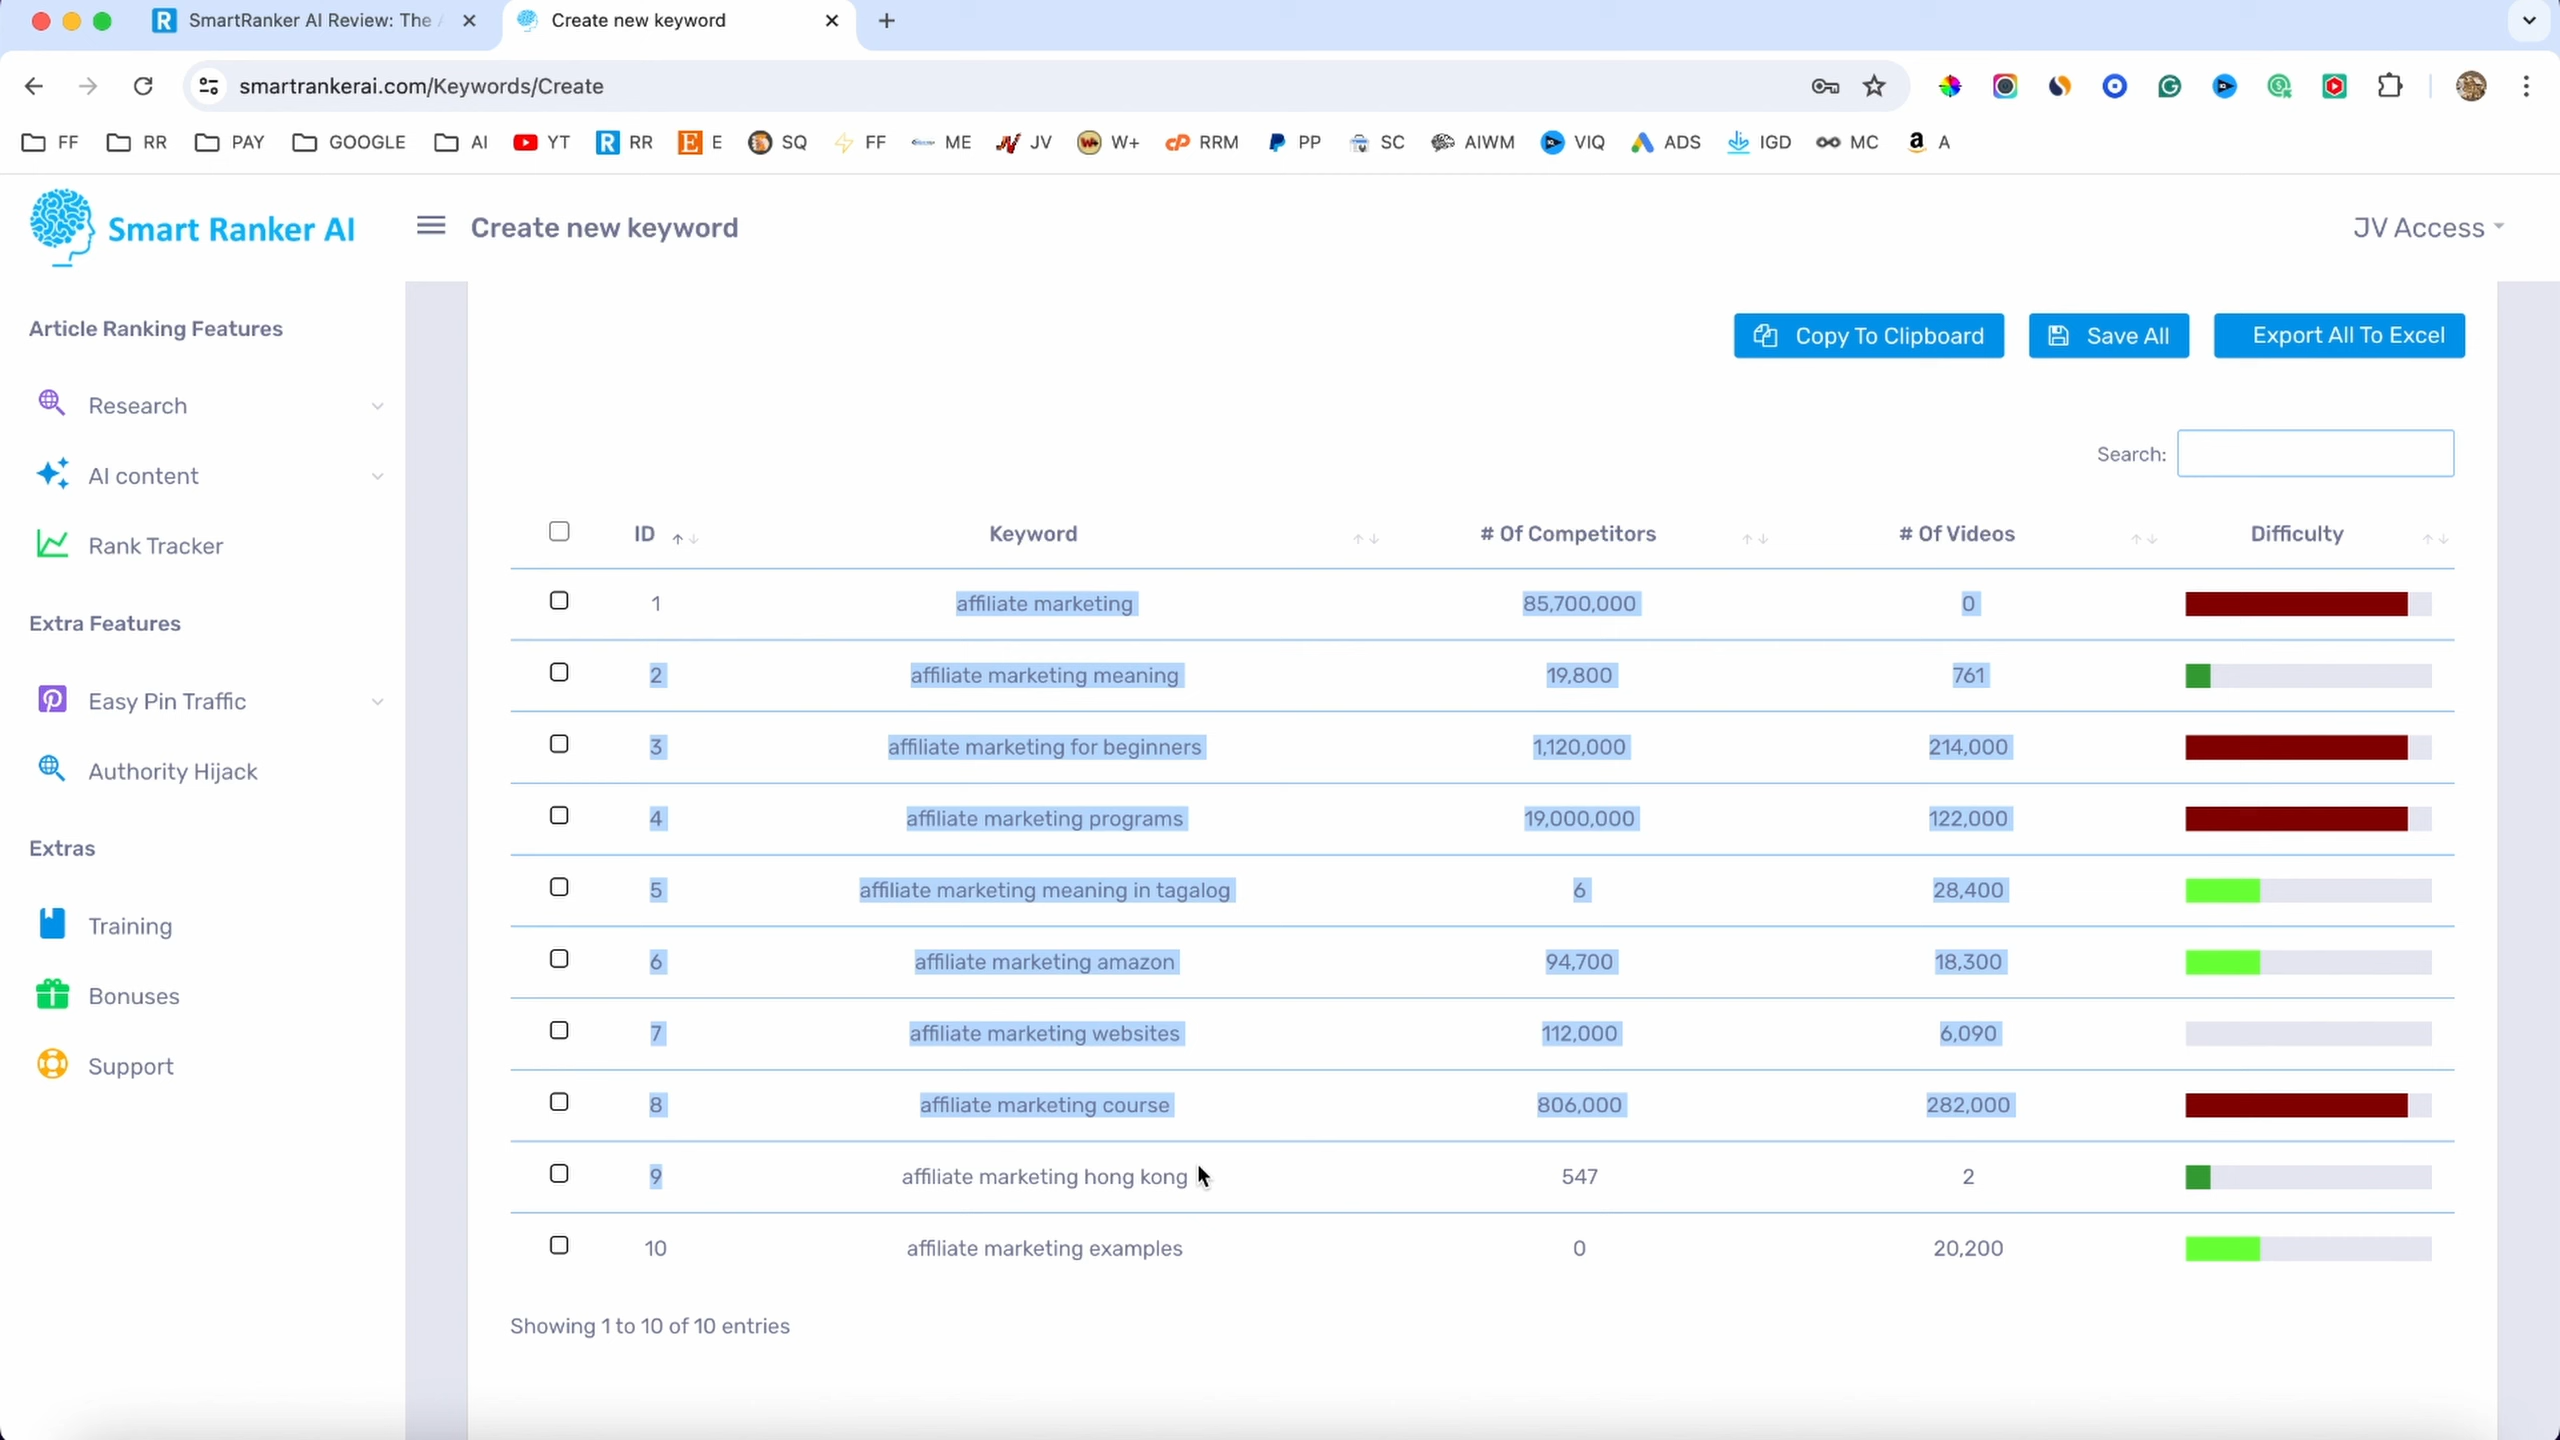 SmartRanker AI Review: The
Create new keyword
smartrankerai.com/Keywords/Create
FF RR PAY GOOGLE AI YT RR E SQ FF ME JV W+ RRM PP SC AIWM VIQ ADS IGD MC A
Smart Ranker AI
Create new keyword
JV Access
Article Ranking Features
Research
AI content
Rank Tracker
Extra Features
Easy Pin Traffic
Authority Hijack
Extras
Training
Bonuses
Support
Copy To Clipboard Save All Export All To Excel
Search:
ID Keyword # Of Competitors # Of Videos Difficulty
1 affiliate marketing 85,700,000 0
2 affiliate marketing meaning 19,800 761
3 affiliate marketing for beginners 1,120,000 214,000
4 affiliate marketing programs 19,000,000 122,000
5 affiliate marketing meaning in tagalog 6 28,400
6 affiliate marketing amazon 94,700 18,300
7 affiliate marketing websites 112,000 6,090
8 affiliate marketing course 806,000 282,000
9 affiliate marketing hong kong 547 2
10 affiliate marketing examples 0 20,200
Showing 1 to 10 of 10 entries